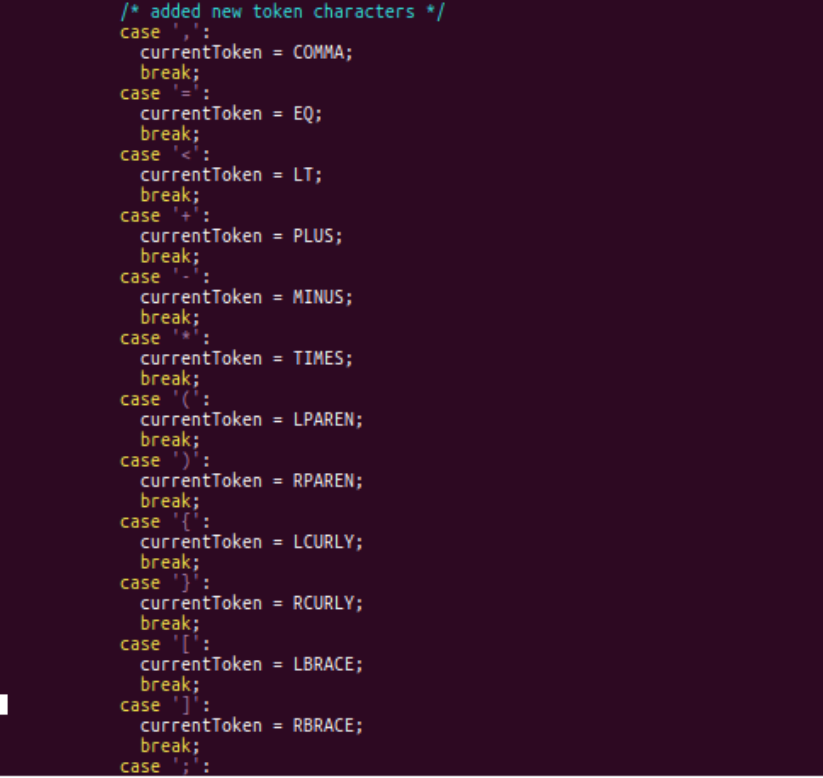 /* added new token characters */
case ',':
currentToken = COMMA;
break;
case '=':
currentToken = EQ;
break;
case '<':
currentToken = LT;
break;
case '+':
currentToken = PLUS;
break;
case '-':
currentToken = MINUS;
break;
case '*':
currentToken = TIMES;
break;
case '(':
currentToken = LPAREN;
break;
case ')':
currentToken = RPAREN;
break;
case '{':
currentToken = LCURLY;
break;
case '}':
currentToken = RCURLY;
break;
case '[':
currentToken = LBRACE;
break;
case ']':
currentToken = RBRACE;
break;
case ';':